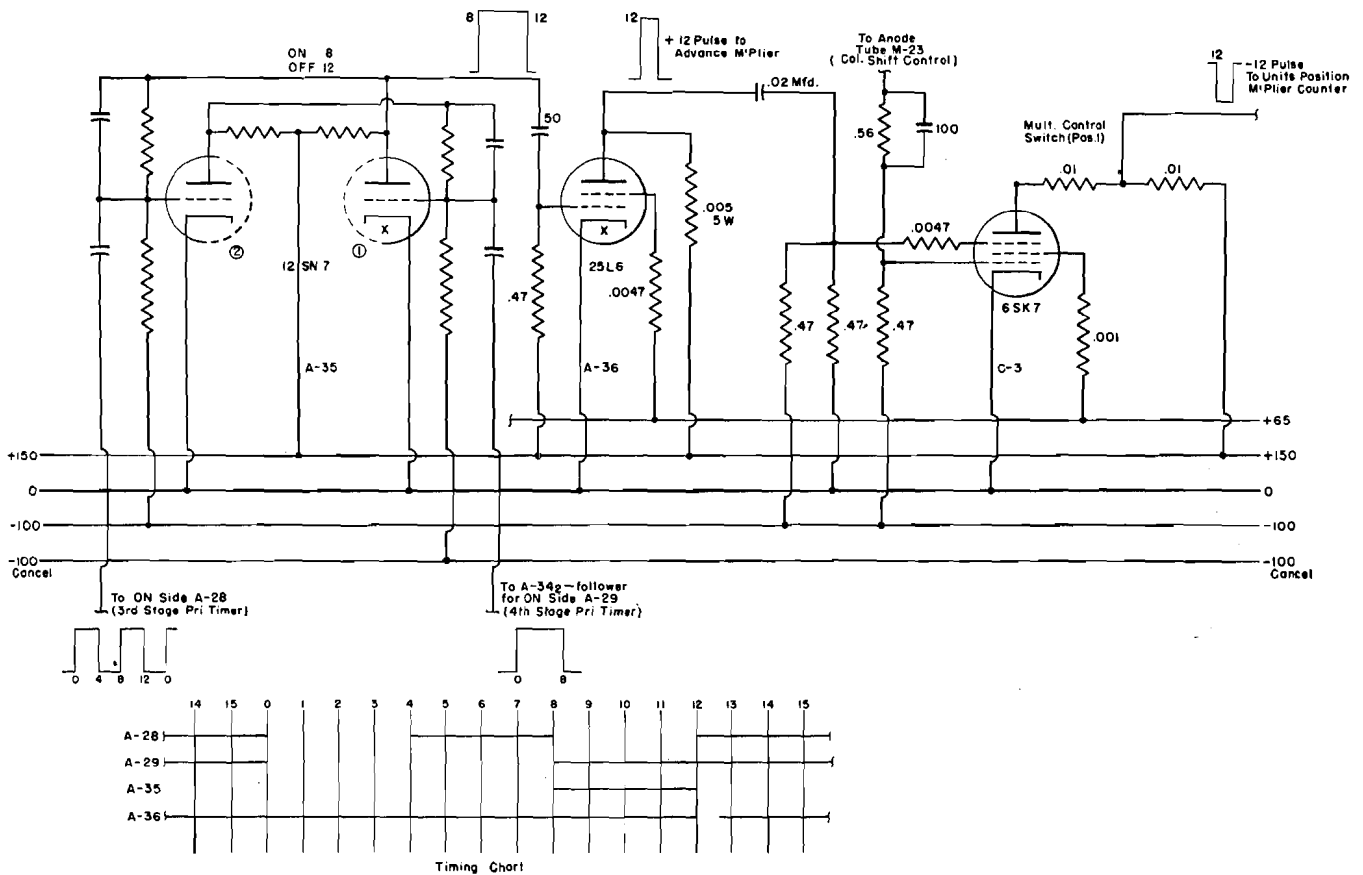 ON 8
OFF 12
8 12
12
+ 12 Pulse to
Advance M'Plier
To Anode
Tube M-23
(Col. Shift Control)
12
-12 Pulse
To Units Position
M'Plier Counter
.02 Mfd.
50
.56
100
Mult. Control
Switch (Pos.1)
.01
.01
.005
5 W
.0047
X
X
②
①
12 SN 7
.47
25L6
.0047
.47
.47
.47
6SK7
.001
A-35
A-36
C-3
+65
+150
+150
0
0
-100
-100
-100
Cancel
-100
Cancel
To ON Side A-28
(3rd Stage Pri Timer)
To A-34₂—follower
for ON Side A-29
(4th Stage Pri Timer)
0 4 8 12 0
0 8
14 15 0 1 2 3 4 5 6 7 8 9 10 11 12 13 14 15
A-28
A-29
A-35
A-36
Timing Chart